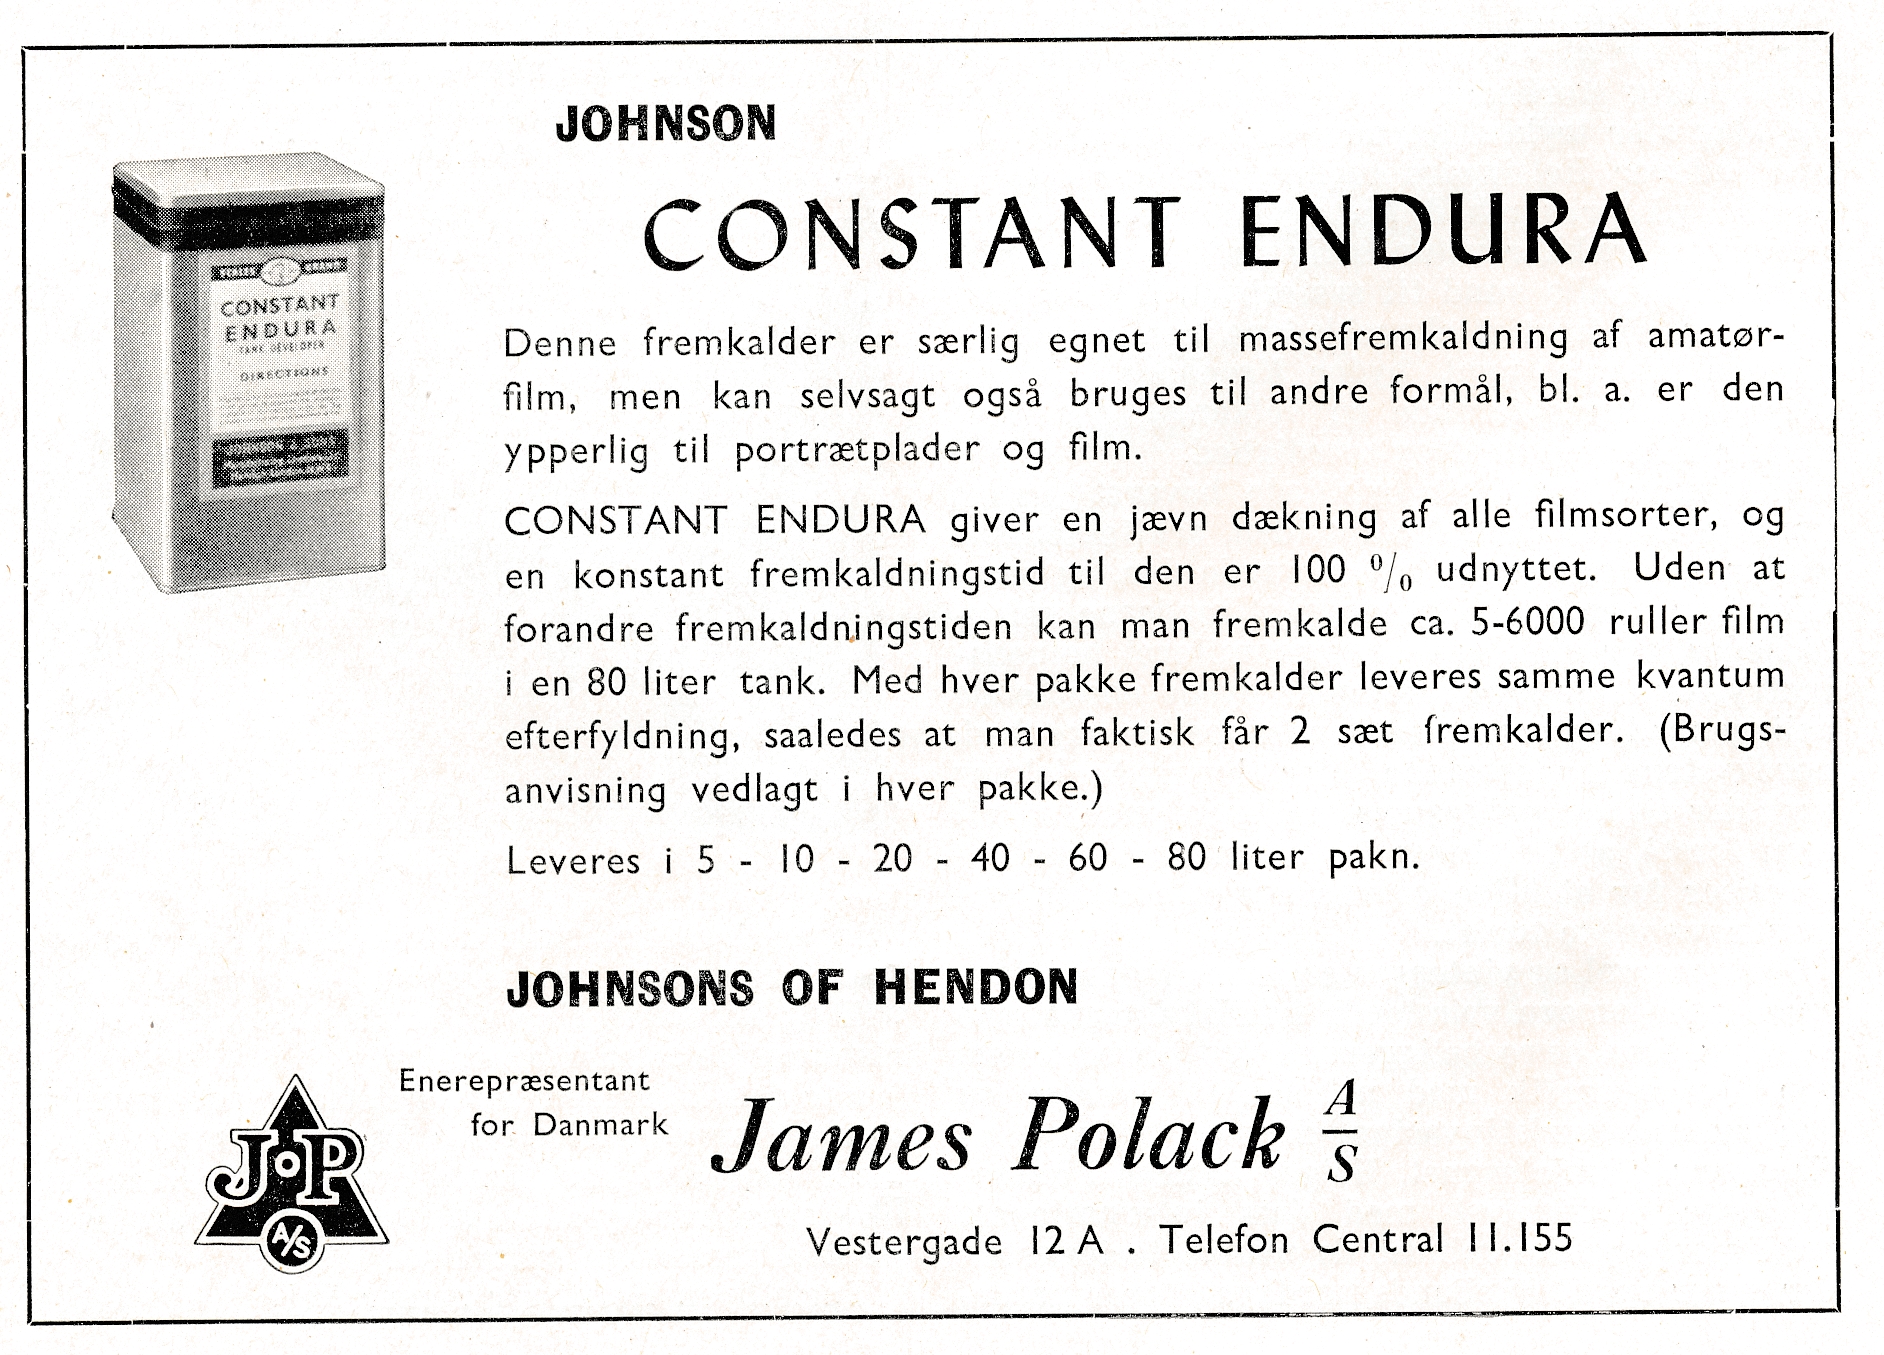 JOHNSON
CONSTANT ENDURA
CONSTANT
ENDURA
TANK DEVELOPER
DIRECTIONS
Denne fremkalder er særlig egnet til massefremkaldning af amatør-
film, men kan selvsagt også bruges til andre formål, bl. a. er den
ypperlig til portrætplader og film.
CONSTANT ENDURA giver en jævn dækning af alle filmsorter, og
en konstant fremkaldningstid til den er 100 % udnyttet. Uden at
forandre fremkaldningstiden kan man fremkalde ca. 5-6000 ruller film
i en 80 liter tank. Med hver pakke fremkalder leveres samme kvantum
efterfyldning, saaledes at man faktisk får 2 sæt fremkalder. (Brugs-
anvisning vedlagt i hver pakke.)
Leveres i 5 - 10 - 20 - 40 - 60 - 80 liter pakn.
JOHNSONS OF HENDON
Enerepræsentant
for Danmark
James Polack A/S
JoP
A/S
Vestergade 12 A . Telefon Central 11.155